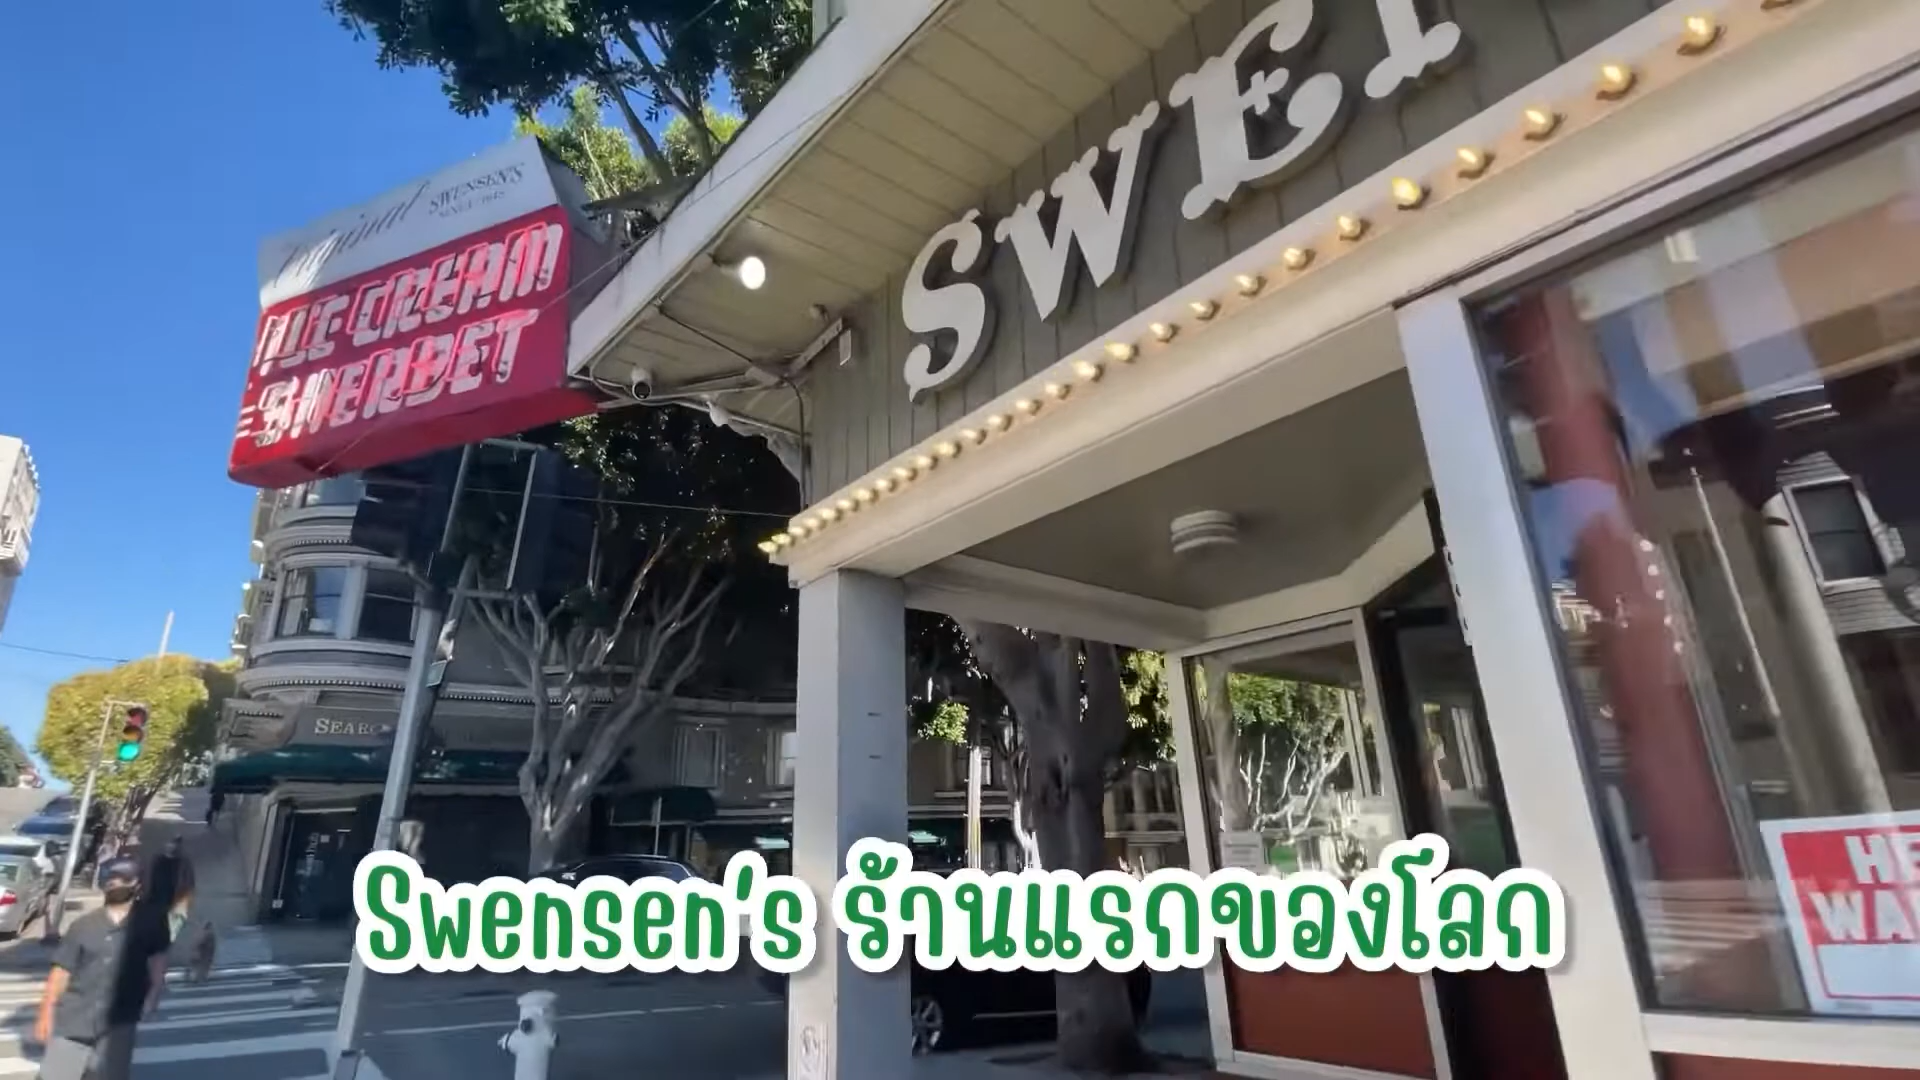 Original SWENSEN'S
SINCE 1948
ICE CREAM
SHERBET
SWE
SEARC
HE
WA
Swensen's ร้านแรกของโลก